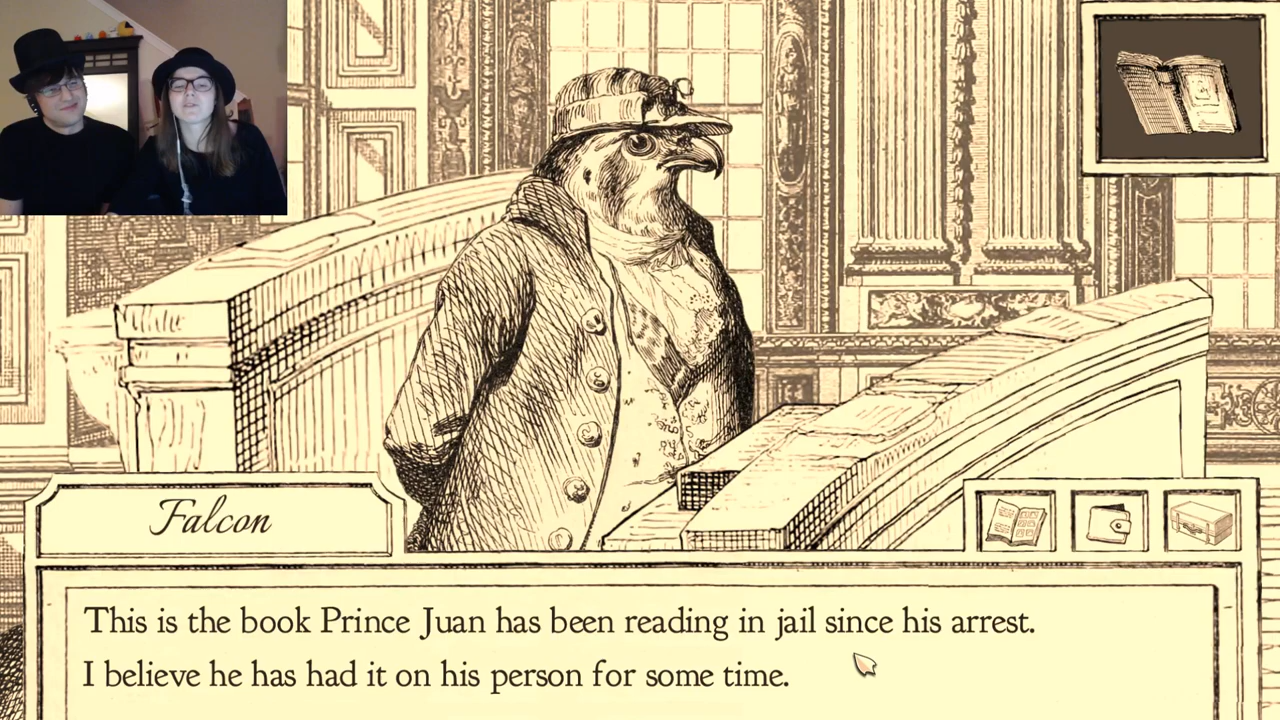 Falcon
This is the book Prince Juan has been reading in jail since his arrest.
I believe he has had it on his person for some time.